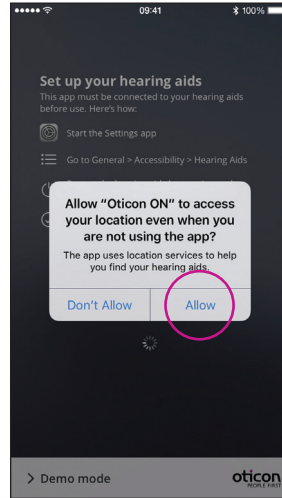 09:41
100%
Set up your hearing aids
This app must be connected to your hearing aids
before use. Here's how:
Start the Settings app
Go to General > Accessibility > Hearing Aids
Allow “Oticon ON” to access
your location even when you
are not using the app?
The app uses location services to help
you find your hearing aids.
Don't Allow
Allow
> Demo mode
oticon
PEOPLE FIRST